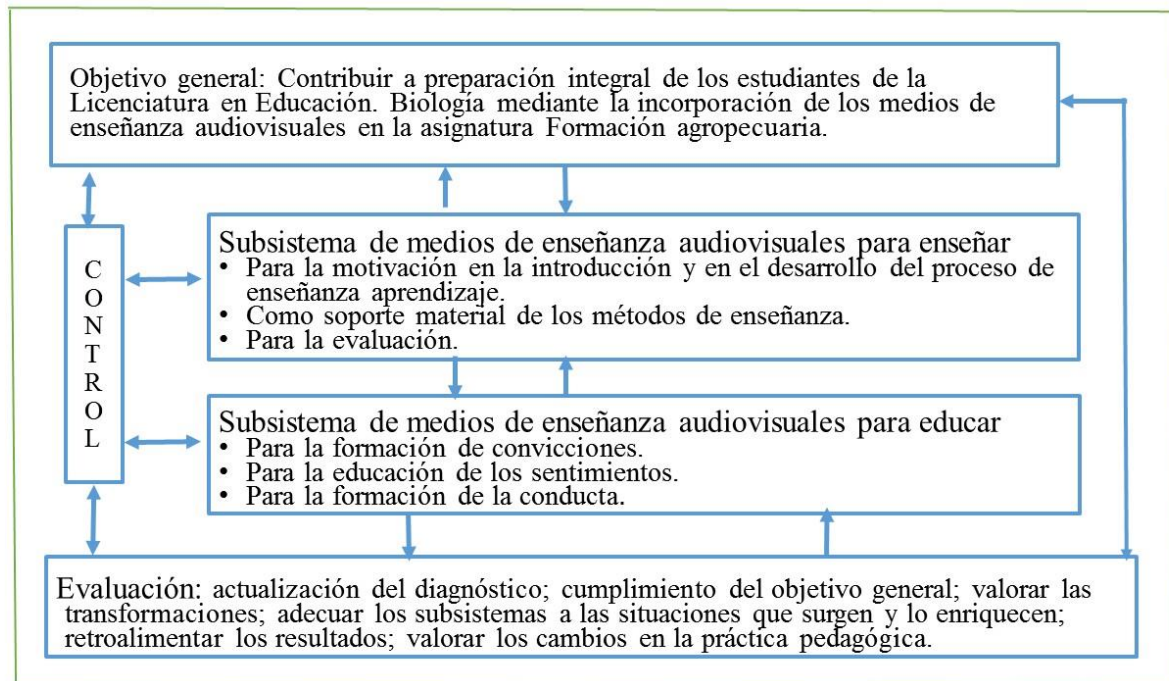 Objetivo general: Contribuir a preparación integral de los estudiantes de la
Licenciatura en Educación. Biología mediante la incorporación de los medios de
enseñanza audiovisuales en la asignatura Formación agropecuaria.
C
O
N
T
R
O
L
Subsistema de medios de enseñanza audiovisuales para enseñar
• Para la motivación en la introducción y en el desarrollo del proceso de
enseñanza aprendizaje.
• Como soporte material de los métodos de enseñanza.
• Para la evaluación.
Subsistema de medios de enseñanza audiovisuales para educar
• Para la formación de convicciones.
• Para la educación de los sentimientos.
• Para la formación de la conducta.
Evaluación: actualización del diagnóstico; cumplimiento del objetivo general; valorar las
transformaciones; adecuar los subsistemas a las situaciones que surgen y lo enriquecen;
retroalimentar los resultados; valorar los cambios en la práctica pedagógica.